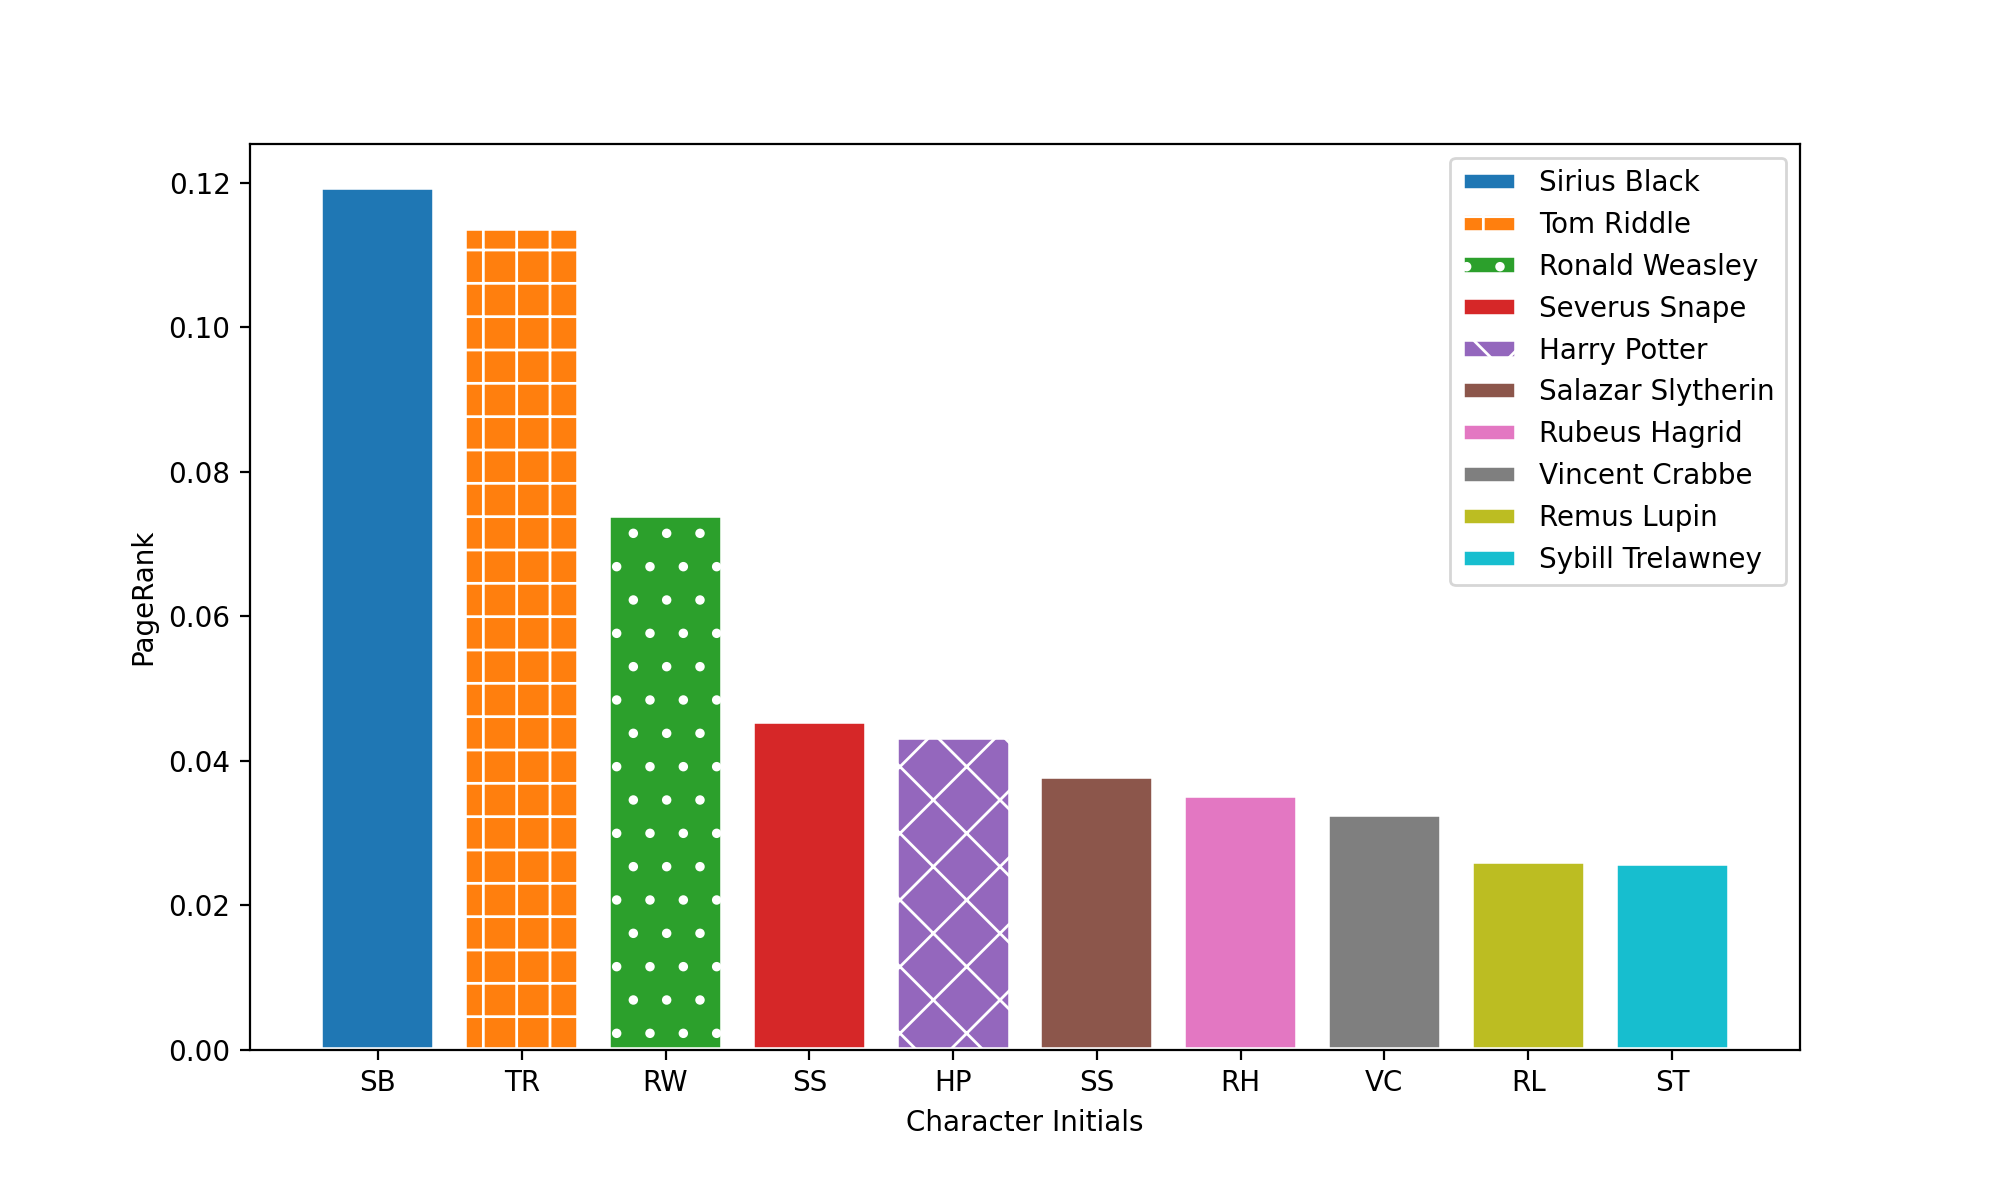 0.12
0.10
0.08
0.06
0.04
0.02
0.00
PageRank
SB TR RW SS HP SS RH VC RL ST
Character Initials
Sirius Black
Tom Riddle
Ronald Weasley
Severus Snape
Harry Potter
Salazar Slytherin
Rubeus Hagrid
Vincent Crabbe
Remus Lupin
Sybill Trelawney